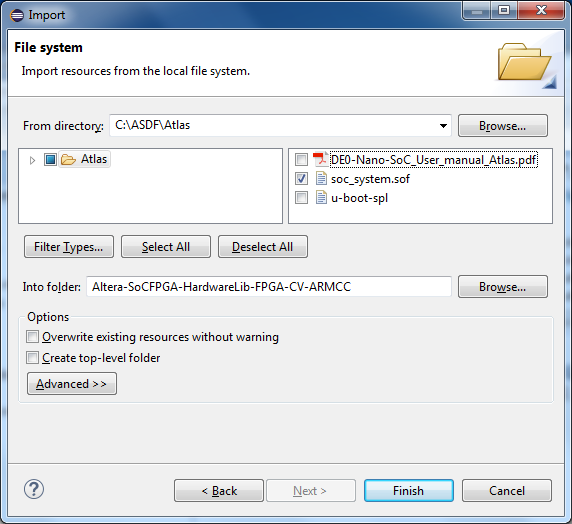 Import
File system
Import resources from the local file system.
From directory: C:\ASDF\Atlas Browse...
Atlas
DE0-Nano-SoC_User_manual_Atlas.pdf
soc_system.sof
u-boot-spl
Filter Types... Select All Deselect All
Into folder: Altera-SoCFPGA-HardwareLib-FPGA-CV-ARMCC Browse...
Options
Overwrite existing resources without warning
Create top-level folder
Advanced >>
? < Back Next > Finish Cancel